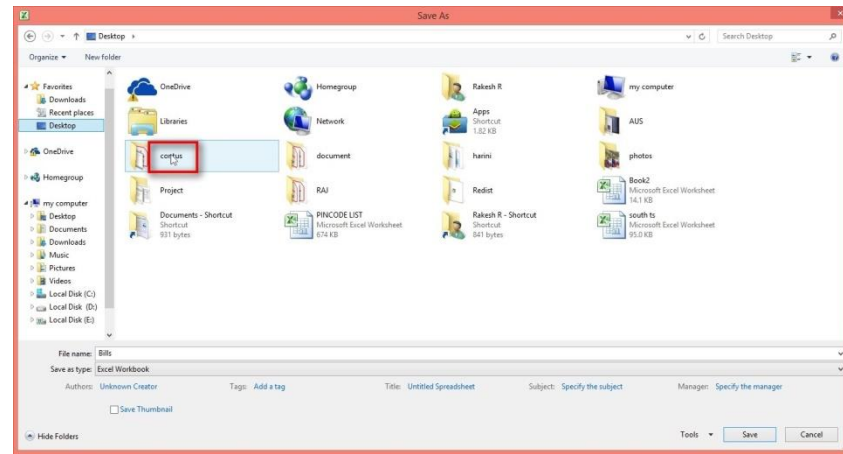 Save As
Desktop
Search Desktop
Organize
New folder
Favorites
Downloads
Recent places
Desktop
OneDrive
Homegroup
my computer
Desktop
Documents
Downloads
Music
Pictures
Videos
Local Disk (C:)
Local Disk (D:)
Local Disk (E:)
OneDrive
Homegroup
Rakesh R
my computer
Libraries
Network
Apps
Shortcut
1.82 KB
AUS
contus
document
harini
photos
Project
RAJ
Redist
Book2
Microsoft Excel Worksheet
14.1 KB
Documents - Shortcut
Shortcut
931 bytes
PINCODE LIST
Microsoft Excel Worksheet
674 KB
Rakesh R - Shortcut
Shortcut
841 bytes
south ts
Microsoft Excel Worksheet
95.0 KB
File name: Bills
Save as type: Excel Workbook
Authors: Unknown Creator
Tags: Add a tag
Title: Untitled Spreadsheet
Subject: Specify the subject
Manager: Specify the manager
Save Thumbnail
Hide Folders
Tools
Save
Cancel